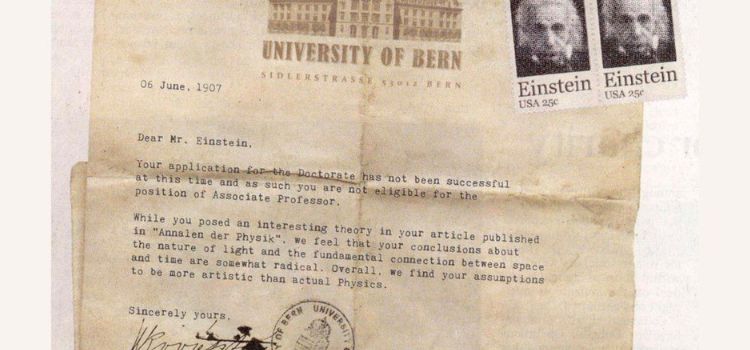 UNIVERSITY OF BERN
SIDLERSTRASSE 53012 BERN
Einstein
USA 25c
Einstein
USA 25c
06 June, 1907
Dear Mr. Einstein,
Your application for the Doctorate has not been successful
at this time and as such you are not eligible for the
position of Associate Professor.
While you posed an interesting theory in your article published
in "Annalen der Physik", we feel that your conclusions about
the nature of light and the fundamental connection between space
and time are somewhat radical. Overall, we find your assumptions
to be more artistic than actual Physics.
Sincerely yours,
OF BERN UNIVERSITY